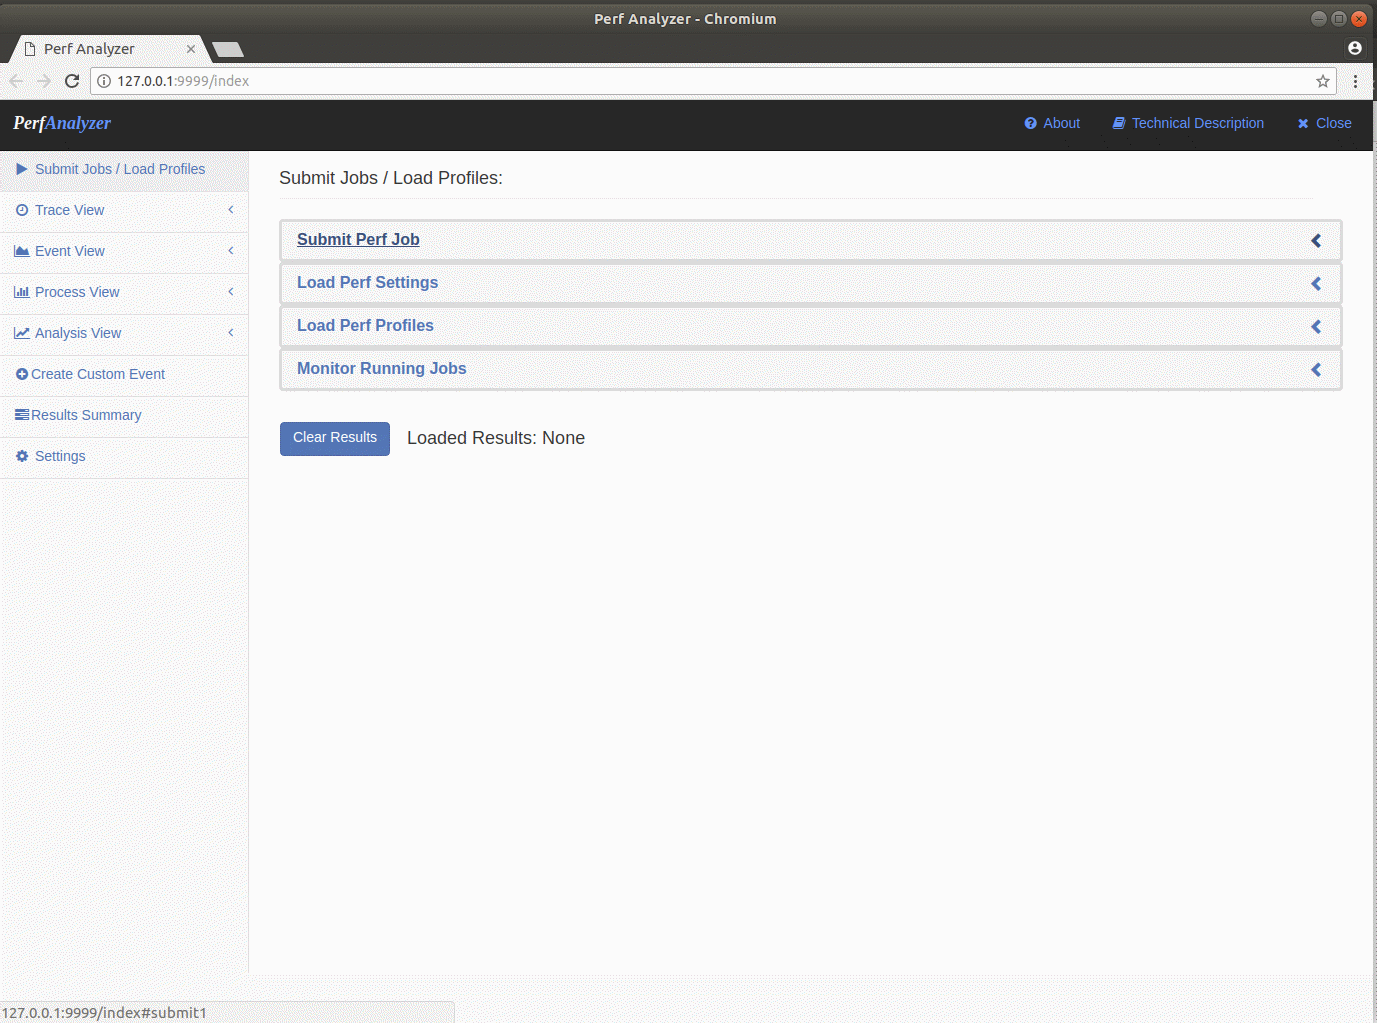 Perf Analyzer - Chromium
Perf Analyzer
127.0.0.1:9999/index
PerfAnalyzer
About
Technical Description
Close
Submit Jobs / Load Profiles
Trace View
Event View
Process View
Analysis View
Create Custom Event
Results Summary
Settings
Submit Jobs / Load Profiles:
Submit Perf Job
Load Perf Settings
Load Perf Profiles
Monitor Running Jobs
Clear Results
Loaded Results: None
127.0.0.1:9999/index#submit1